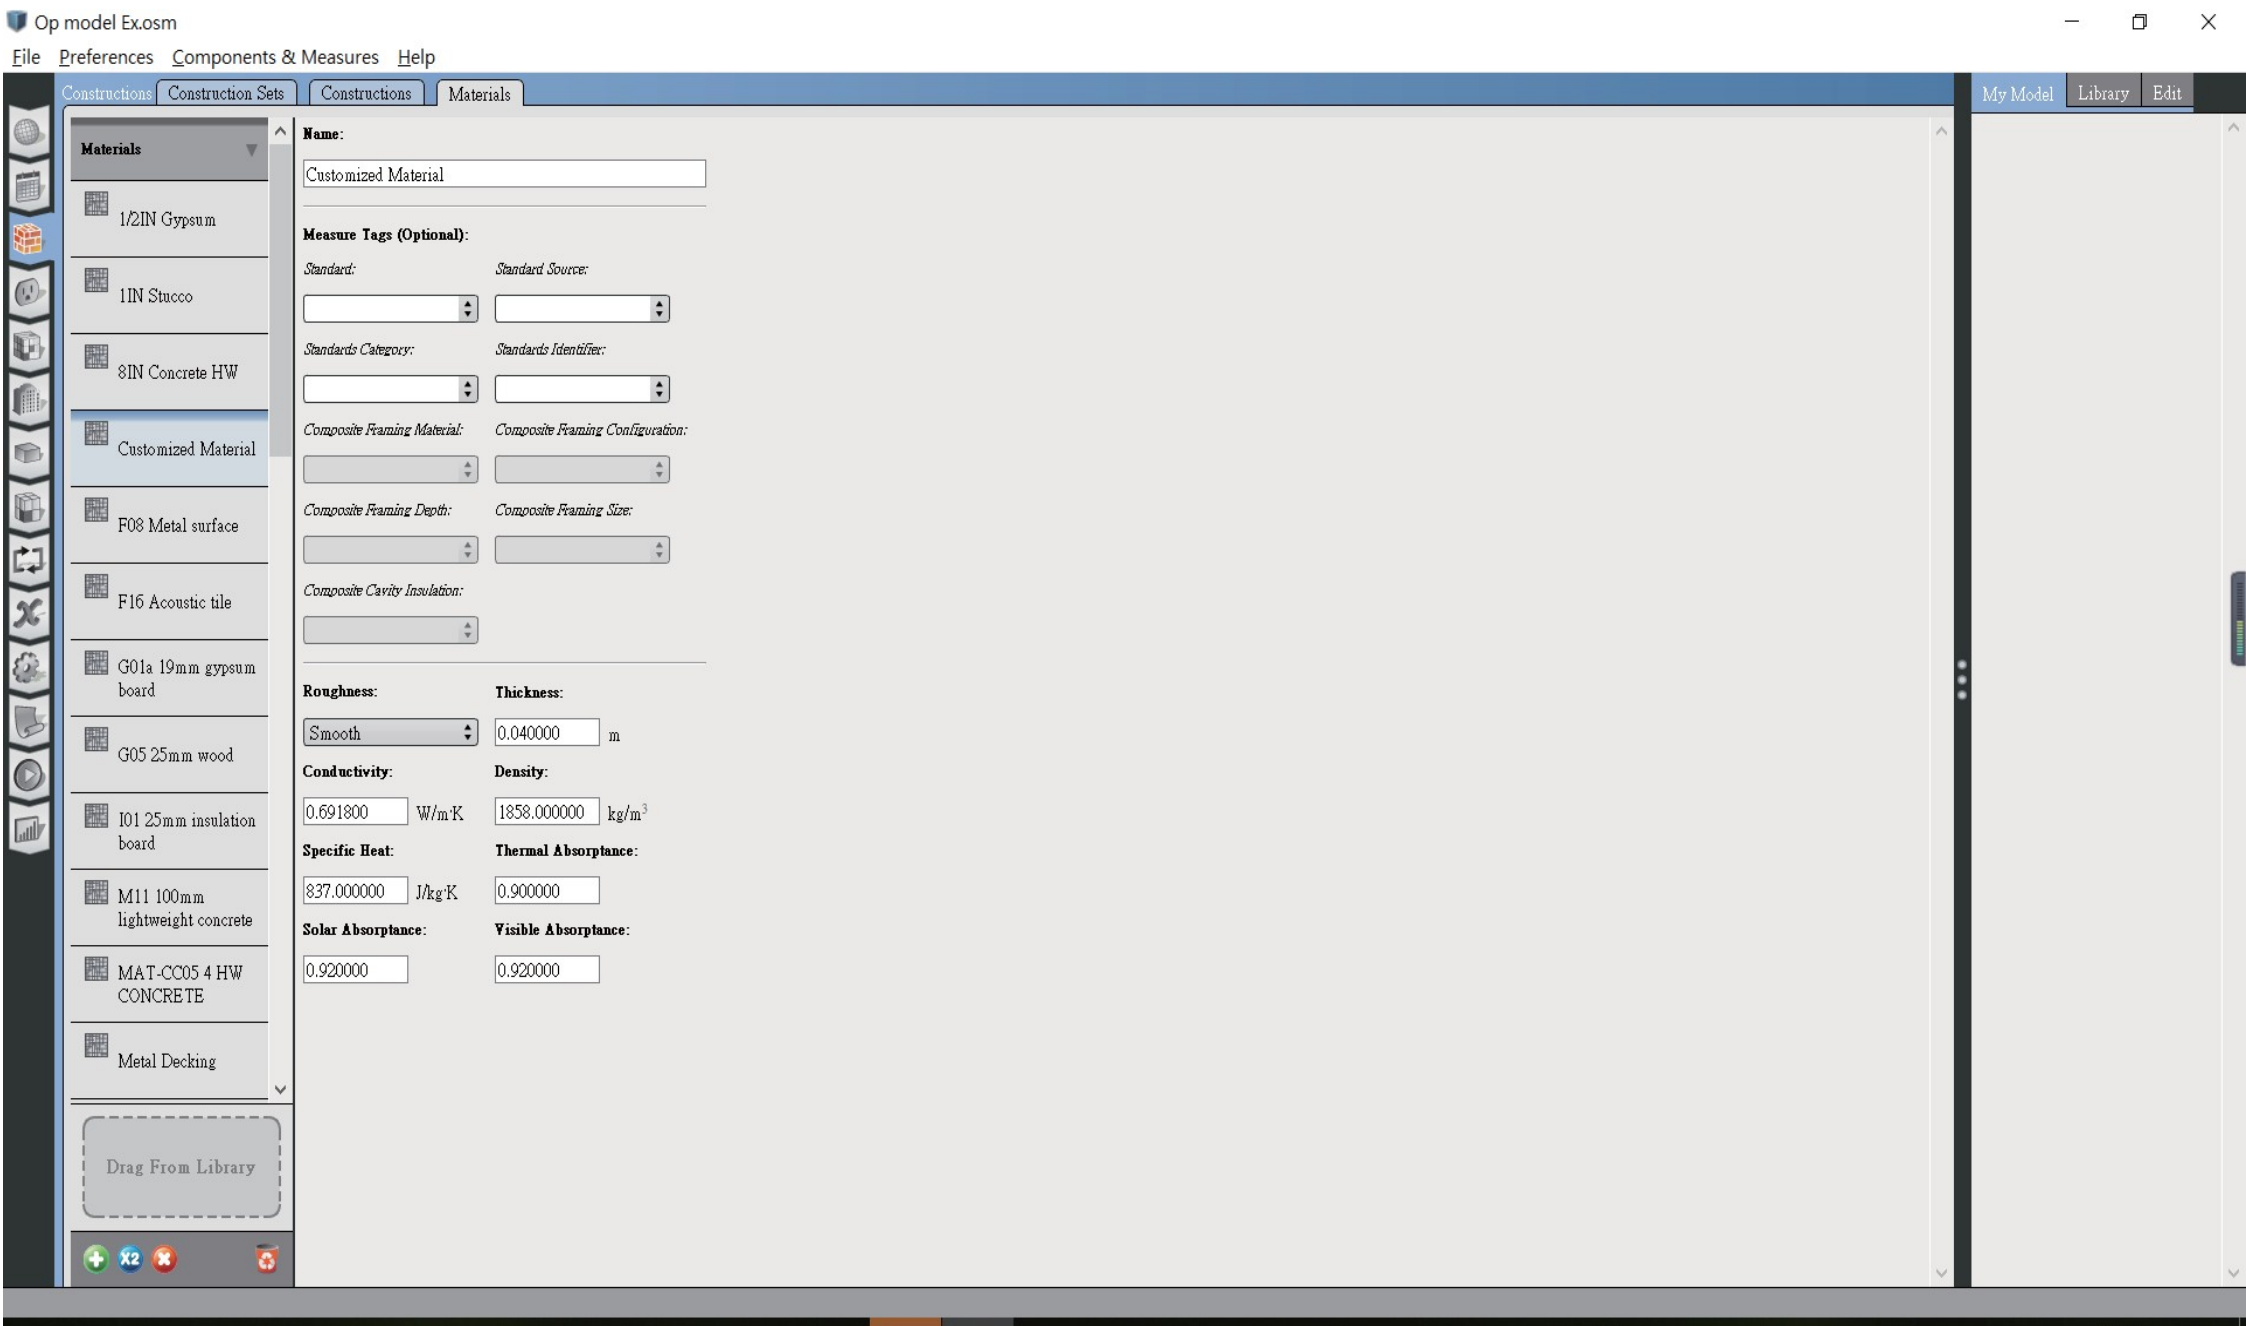 Op model Ex.osm
File Preferences Components & Measures Help
Constructions Construction Sets Constructions Materials My Model Library Edit
Materials
1/2IN Gypsum
1IN Stucco
8IN Concrete HW
Customized Material
F08 Metal surface
F16 Acoustic tile
G01a 19mm gypsum
board
G05 25mm wood
I01 25mm insulation
board
M11 100mm
lightweight concrete
MAT-CC05 4 HW
CONCRETE
Metal Decking
Drag From Library
X2
Name:
Customized Material
Measure Tags (Optional):
Standard: Standard Source:
Standards Category: Standards Identifier:
Composite Framing Material: Composite Framing Configuration:
Composite Framing Depth: Composite Framing Size:
Composite Cavity Insulation:
Roughness: Thickness:
Smooth 0.040000 m
Conductivity: Density:
0.691800 W/m·K 1858.000000 kg/m³
Specific Heat: Thermal Absorptance:
837.000000 J/kg·K 0.900000
Solar Absorptance: Visible Absorptance:
0.920000 0.920000